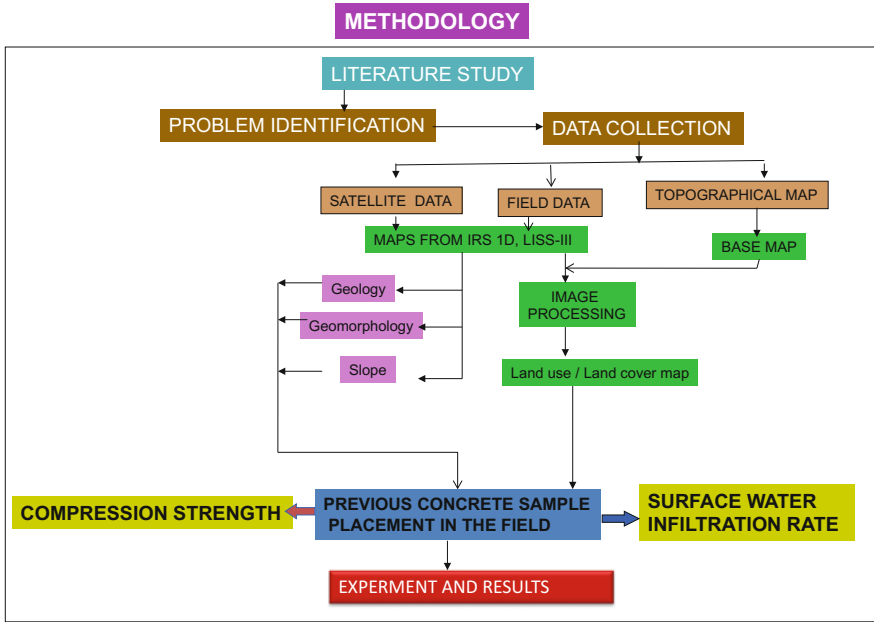 METHODOLOGY
LITERATURE STUDY
PROBLEM IDENTIFICATION
DATA COLLECTION
SATELLITE DATA
FIELD DATA
TOPOGRAPHICAL MAP
MAPS FROM IRS 1D, LISS-III
BASE MAP
Geology
IMAGE
PROCESSING
Geomorphology
Slope
Land use / Land cover map
COMPRESSION STRENGTH
PREVIOUS CONCRETE SAMPLE
PLACEMENT IN THE FIELD
SURFACE WATER
INFILTRATION RATE
EXPERMENT AND RESULTS